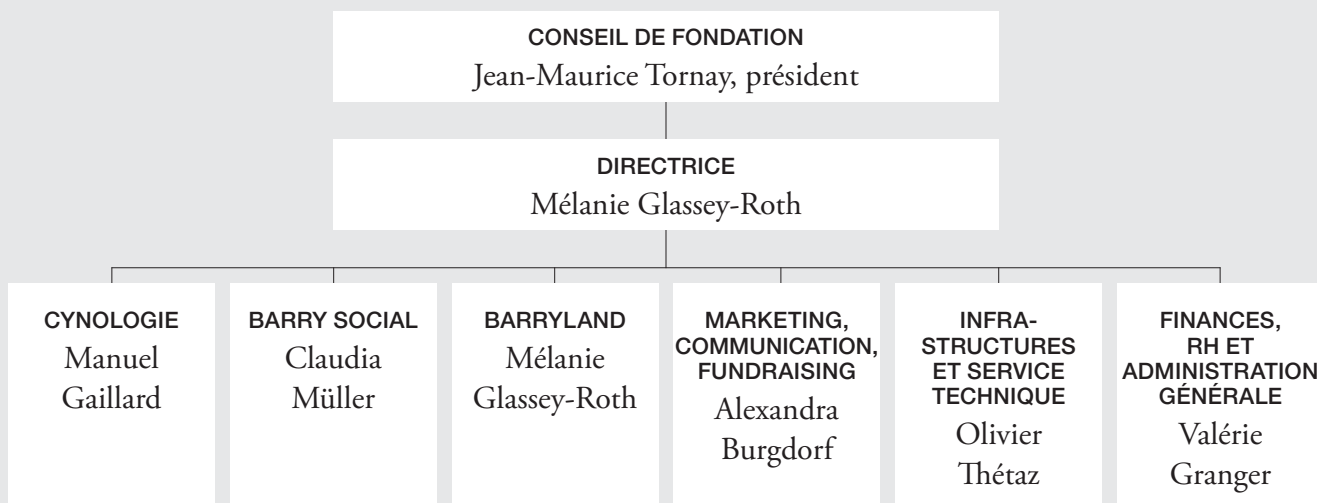 CONSEIL DE FONDATION
Jean-Maurice Tornay, président
DIRECTRICE
Mélanie Glassey-Roth
CYNOLOGIE
Manuel
Gaillard
BARRY SOCIAL
Claudia
Müller
BARRYLAND
Mélanie
Glassey-Roth
MARKETING,
COMMUNICATION,
FUNDRAISING
Alexandra
Burgdorf
INFRA-
STRUCTURES
ET SERVICE
TECHNIQUE
Olivier
Thétaz
FINANCES,
RH ET
ADMINISTRATION
GÉNÉRALE
Valérie
Granger